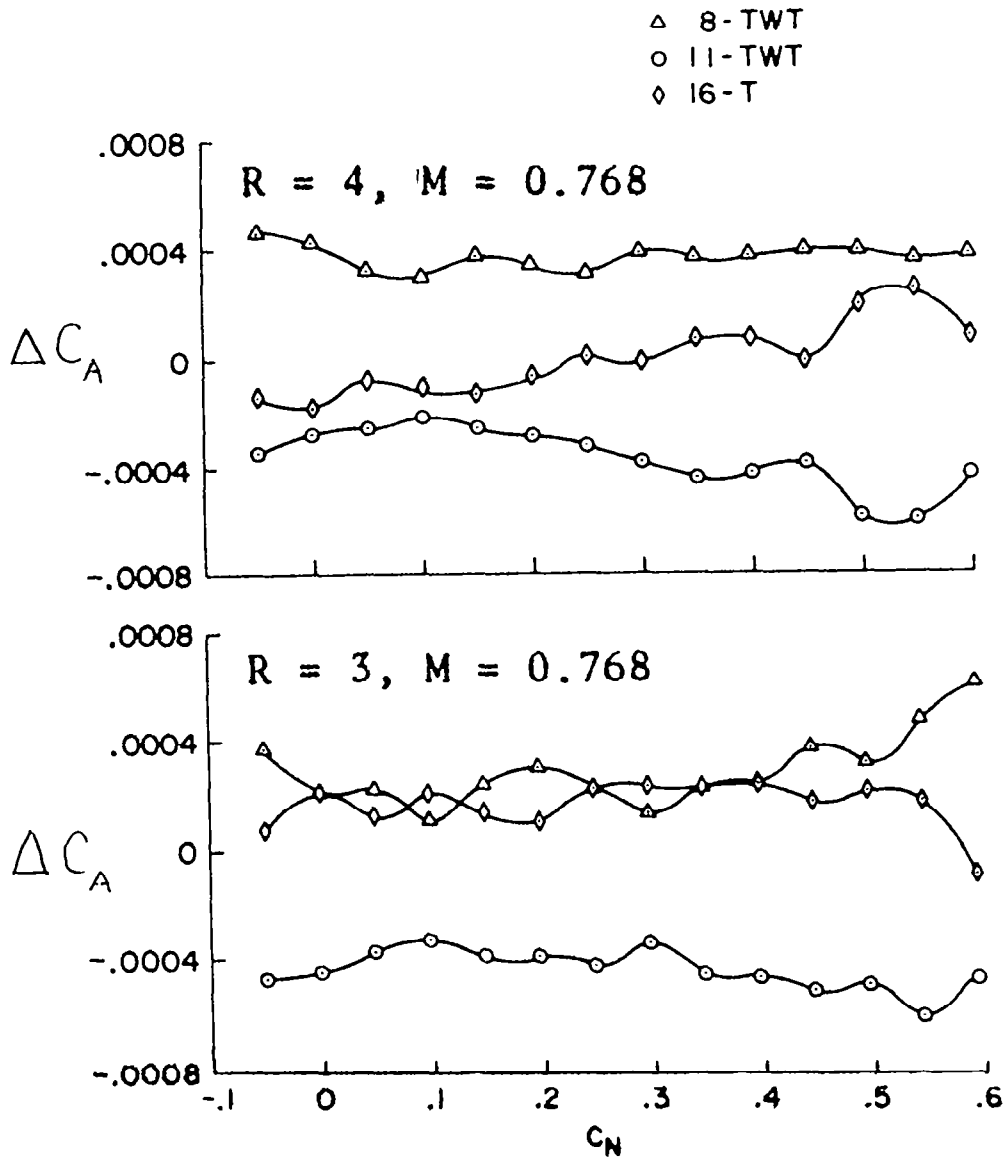 8-TWT
11-TWT
16-T
.0008
.0004
0
-.0004
-.0008
ΔC_A
R = 4, M = 0.768
.0008
.0004
0
-.0004
-.0008
ΔC_A
R = 3, M = 0.768
-.1 0 .1 .2 .3 .4 .5 .6
C_N